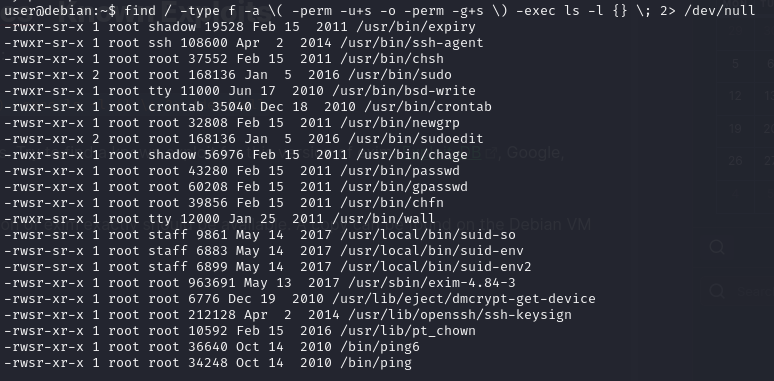 user@debian:~$ find / -type f -a \( -perm -u+s -o -perm -g+s \) -exec ls -l {} \; 2> /dev/null
-rwxr-sr-x 1 root shadow 19528 Feb 15  2011 /usr/bin/expiry
-rwxr-sr-x 1 root ssh 108600 Apr  2  2014 /usr/bin/ssh-agent
-rwsr-xr-x 1 root root 37552 Feb 15  2011 /usr/bin/chsh
-rwsr-xr-x 2 root root 168136 Jan  5  2016 /usr/bin/sudo
-rwxr-sr-x 1 root tty 11000 Jun 17  2010 /usr/bin/bsd-write
-rwxr-sr-x 1 root crontab 35040 Dec 18  2010 /usr/bin/crontab
-rwsr-xr-x 1 root root 32808 Feb 15  2011 /usr/bin/newgrp
-rwsr-xr-x 2 root root 168136 Jan  5  2016 /usr/bin/sudoedit
-rwxr-sr-x 1 root shadow 56976 Feb 15  2011 /usr/bin/chage
-rwsr-xr-x 1 root root 43280 Feb 15  2011 /usr/bin/passwd
-rwsr-xr-x 1 root root 60208 Feb 15  2011 /usr/bin/gpasswd
-rwsr-xr-x 1 root root 39856 Feb 15  2011 /usr/bin/chfn
-rwxr-sr-x 1 root tty 12000 Jan 25  2011 /usr/bin/wall
-rwsr-sr-x 1 root staff 9861 May 14  2017 /usr/local/bin/suid-so
-rwsr-sr-x 1 root staff 6883 May 14  2017 /usr/local/bin/suid-env
-rwsr-sr-x 1 root staff 6899 May 14  2017 /usr/local/bin/suid-env2
-rwsr-xr-x 1 root root 963691 May 13  2017 /usr/sbin/exim-4.84-3
-rwsr-xr-x 1 root root 6776 Dec 19  2010 /usr/lib/eject/dmcrypt-get-device
-rwsr-xr-x 1 root root 212128 Apr  2  2014 /usr/lib/openssh/ssh-keysign
-rwsr-xr-x 1 root root 10592 Feb 15  2016 /usr/lib/pt_chown
-rwsr-xr-x 1 root root 36640 Oct 14  2010 /bin/ping6
-rwsr-xr-x 1 root root 34248 Oct 14  2010 /bin/ping